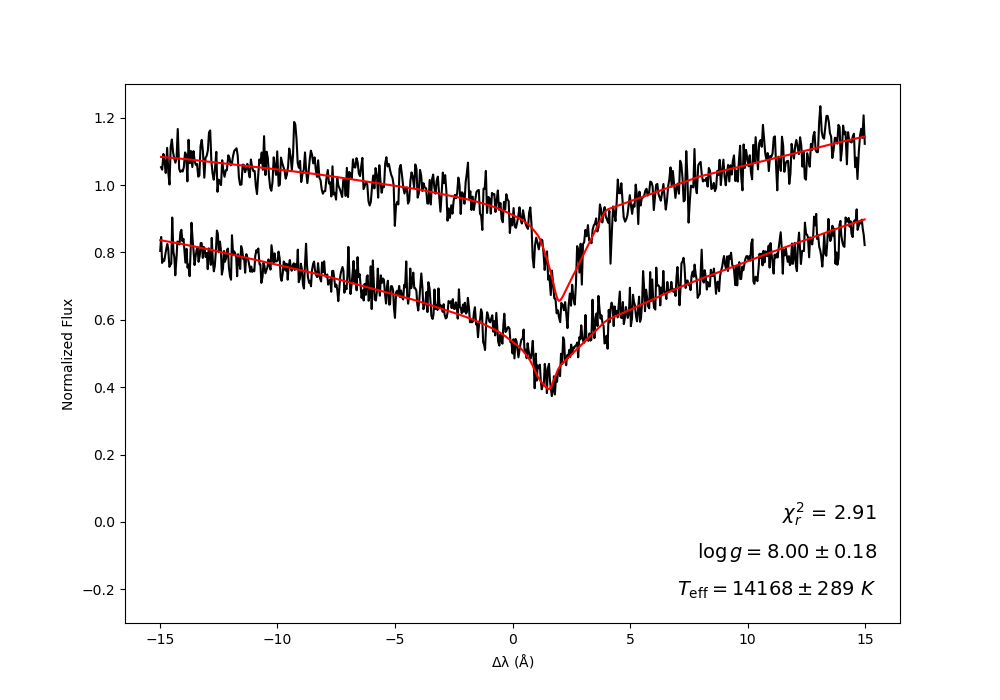 1.2
1.0
0.8
0.6
0.4
0.2
0.0
−0.2
Normalized Flux
χ²ᵣ = 2.91
log g = 8.00 ± 0.18
T_eff = 14168 ± 289 K
−15 −10 −5 0 5 10 15
Δλ (Å)